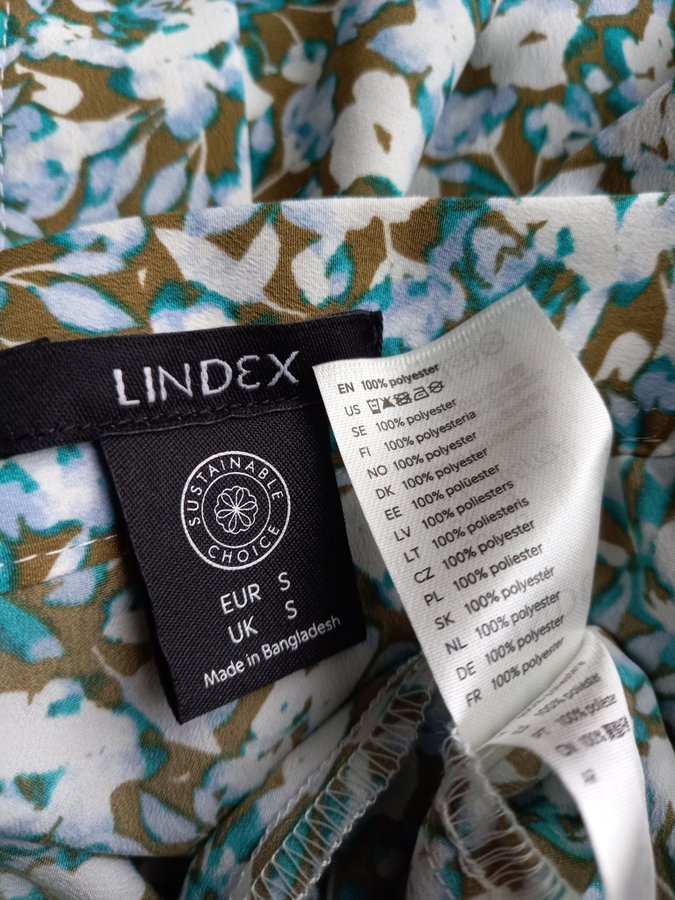 LINDEX
SUSTAINABLE
CHOICE
EUR S
UK S
Made in Bangladesh
EN 100% polyester
US
SE 100% polyester
FI 100% polyesteria
NO 100% polyester
DK 100% polyester
EE 100% polüester
LV 100% poliesters
LT 100% poliesteris
CZ 100% polyester
PL 100% poliester
SK 100% polyestér
NL 100% polyester
DE 100% polyester
FR 100% polyester